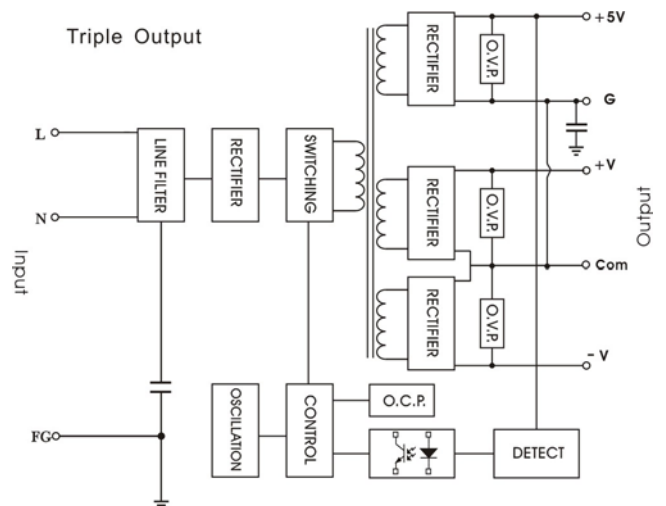 Triple Output
Input
L
N
FG
LINE FILTER
RECTIFIER
SWITCHING
RECTIFIER
RECTIFIER
RECTIFIER
O.V.P.
O.V.P.
O.V.P.
+5V
G
+V
Com
- V
Output
OSCILLATION
CONTROL
O.C.P.
DETECT